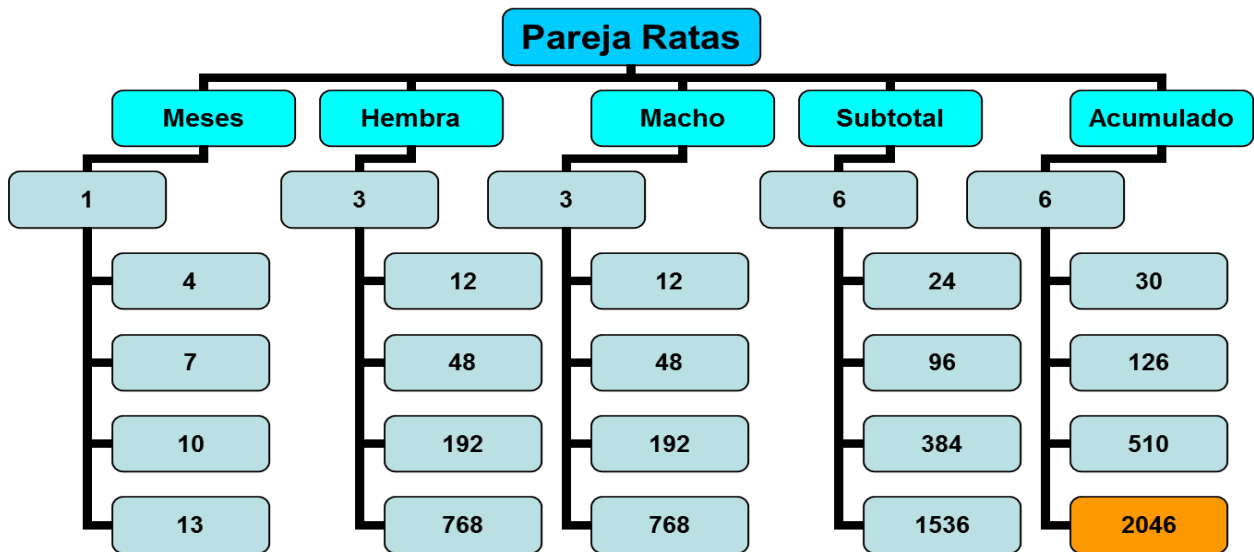 Pareja Ratas
Meses Hembra Macho Subtotal Acumulado
1 3 3 6 6
4 12 12 24 30
7 48 48 96 126
10 192 192 384 510
13 768 768 1536 2046